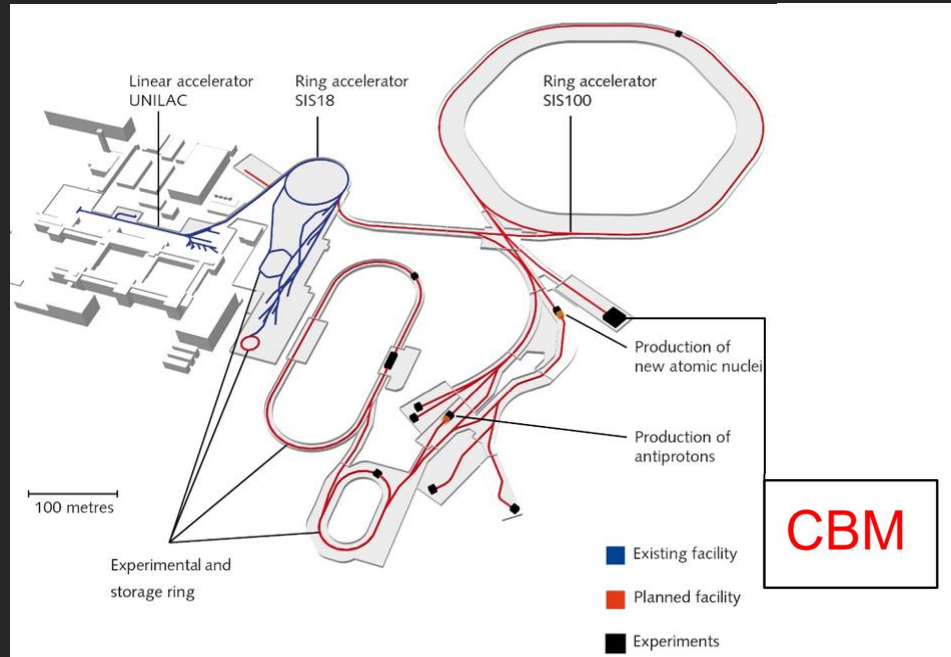 Linear accelerator
UNILAC
Ring accelerator
SIS18
Ring accelerator
SIS100
Production of
new atomic nuclei
Production of
antiprotons
100 metres
Experimental and
storage ring
CBM
Existing facility
Planned facility
Experiments